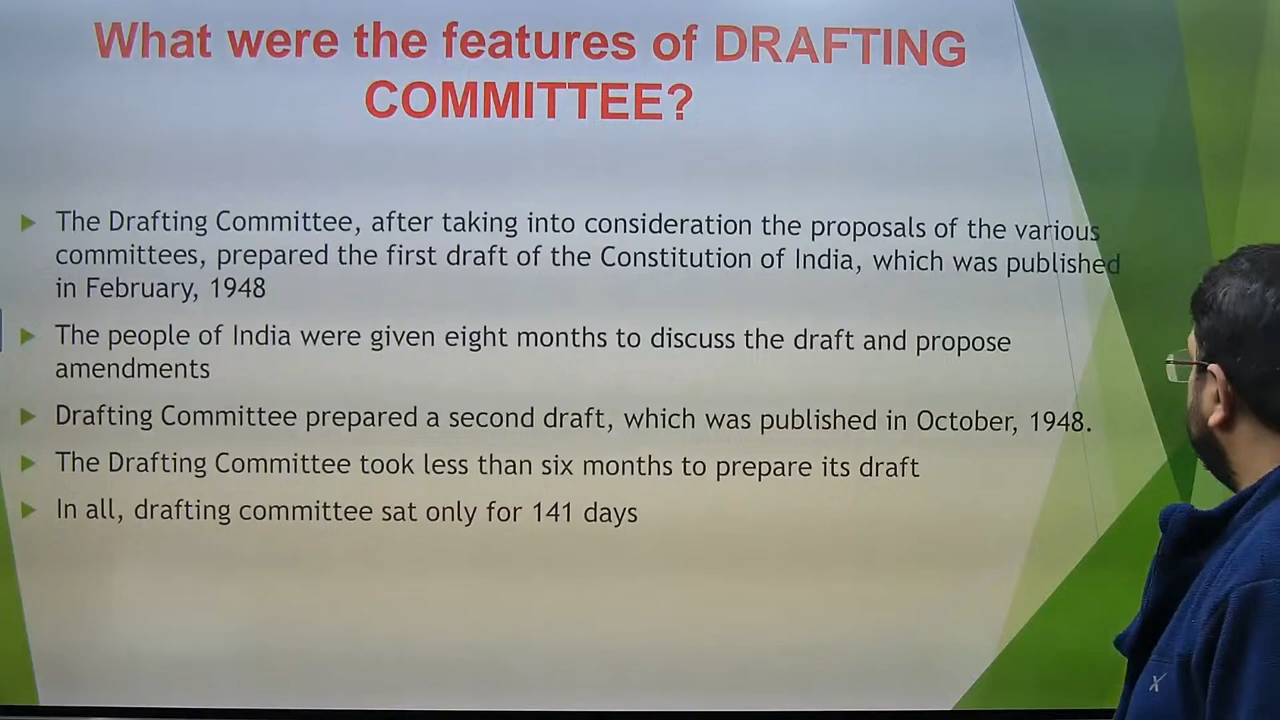 What were the features of DRAFTING
COMMITTEE?
The Drafting Committee, after taking into consideration the proposals of the various
committees, prepared the first draft of the Constitution of India, which was published
in February, 1948
The people of India were given eight months to discuss the draft and propose
amendments
Drafting Committee prepared a second draft, which was published in October, 1948.
The Drafting Committee took less than six months to prepare its draft
In all, drafting committee sat only for 141 days